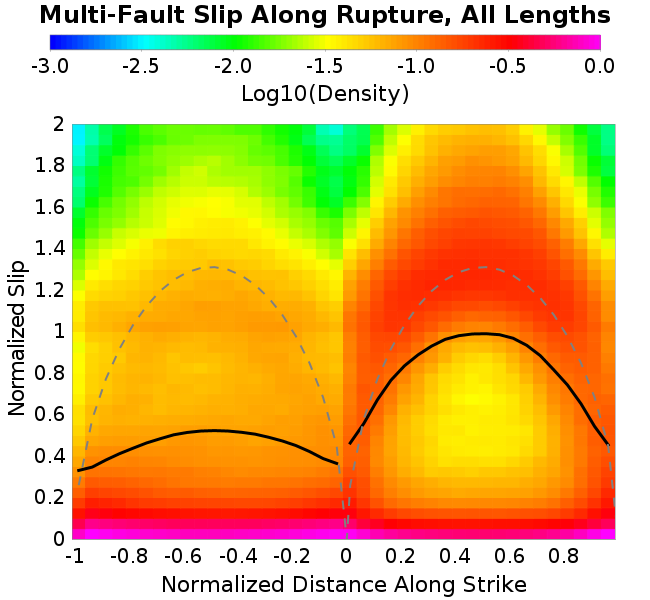 Multi-Fault Slip Along Rupture, All Lengths
-3.0 -2.5 -2.0 -1.5 -1.0 -0.5 0.0
Log10(Density)
Normalized Slip
2
1.8
1.6
1.4
1.2
1
0.8
0.6
0.4
0.2
0
-1 -0.8 -0.6 -0.4 -0.2 0 0.2 0.4 0.6 0.8
Normalized Distance Along Strike